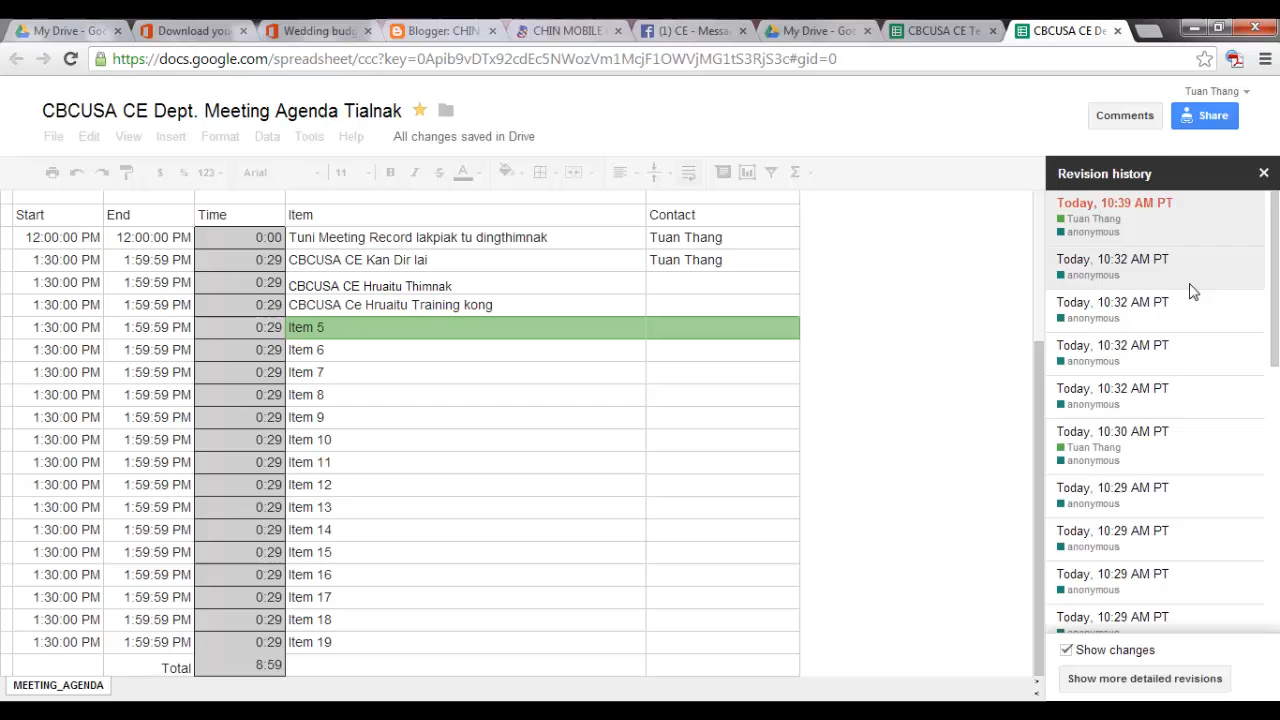 My Drive - Go
Download you
Wedding budg
Blogger: CHIN
CHIN MOBILE
(1) CE - Messa
My Drive - Go
CBCUSA CE T
CBCUSA CE De
https://docs.google.com/spreadsheet/ccc?key=0Apib9vDTx92cdEc5NWozVm1McjF1OWVjMG1tS3RjS3c#gid=0
Tuan Thang
CBCUSA CE Dept. Meeting Agenda Tialnak
Comments
Share
File Edit View Insert Format Data Tools Help All changes saved in Drive
$ % 123 Arial 11 B I S A Σ
Revision history
Start End Time Item Contact
12:00:00 PM 12:00:00 PM 0:00 Tuni Meeting Record lakpiak tu dingthimnak Tuan Thang
1:30:00 PM 1:59:59 PM 0:29 CBCUSA CE Kan Dir lai Tuan Thang
1:30:00 PM 1:59:59 PM 0:29 CBCUSA CE Hruaitu Thimnak
1:30:00 PM 1:59:59 PM 0:29 CBCUSA Ce Hruaitu Training kong
1:30:00 PM 1:59:59 PM 0:29 Item 5
1:30:00 PM 1:59:59 PM 0:29 Item 6
1:30:00 PM 1:59:59 PM 0:29 Item 7
1:30:00 PM 1:59:59 PM 0:29 Item 8
1:30:00 PM 1:59:59 PM 0:29 Item 9
1:30:00 PM 1:59:59 PM 0:29 Item 10
1:30:00 PM 1:59:59 PM 0:29 Item 11
1:30:00 PM 1:59:59 PM 0:29 Item 12
1:30:00 PM 1:59:59 PM 0:29 Item 13
1:30:00 PM 1:59:59 PM 0:29 Item 14
1:30:00 PM 1:59:59 PM 0:29 Item 15
1:30:00 PM 1:59:59 PM 0:29 Item 16
1:30:00 PM 1:59:59 PM 0:29 Item 17
1:30:00 PM 1:59:59 PM 0:29 Item 18
1:30:00 PM 1:59:59 PM 0:29 Item 19
Total 8:59
MEETING_AGENDA
Today, 10:39 AM PT
Tuan Thang
anonymous
Today, 10:32 AM PT
anonymous
Today, 10:32 AM PT
anonymous
Today, 10:32 AM PT
anonymous
Today, 10:32 AM PT
anonymous
Today, 10:30 AM PT
Tuan Thang
anonymous
Today, 10:29 AM PT
anonymous
Today, 10:29 AM PT
anonymous
Today, 10:29 AM PT
anonymous
Today, 10:29 AM PT
Show changes
Show more detailed revisions